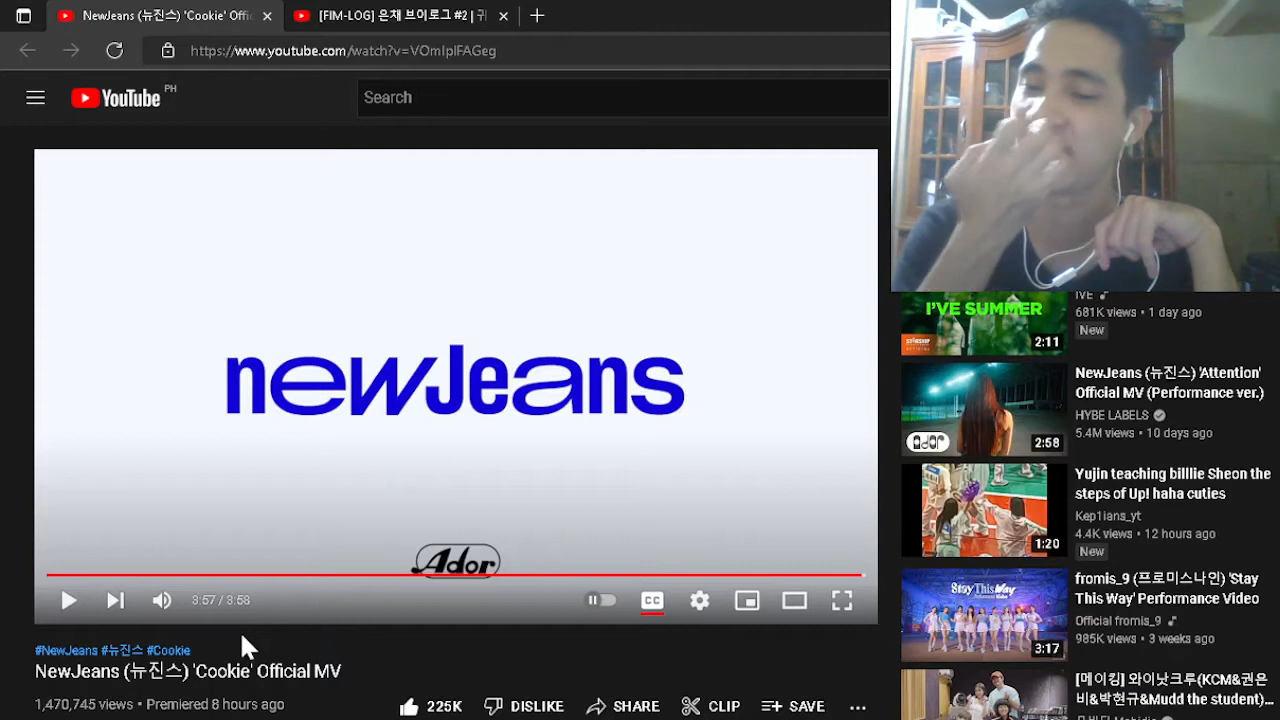 NewJeans (뉴진스) 'Cookie' Offi
[FIM-LOG] 은채 브이로그 #2 |
https://www.youtube.com/watch?v=VOmIpIFAGeg
YouTube PH
Search
newJeans
Ador
3:57 / 3:58
CC
#NewJeans #뉴진스 #Cookie
NewJeans (뉴진스) 'Cookie' Official MV
1,470,745 views • Premiered 8 hours ago
225K
DISLIKE
SHARE
CLIP
SAVE
I'VE SUMMER
STARSHIP
2:11
IVE
681K views • 1 day ago
New
ador
2:58
NewJeans (뉴진스) 'Attention'
Official MV (Performance ver.)
HYBE LABELS
5.4M views • 10 days ago
1:20
Yujin teaching billlie Sheon the
steps of Up! haha cuties
Kep1ians_yt
4.4K views • 12 hours ago
New
Stay This Way
Performance Video
3:17
fromis_9 (프로미스나인) 'Stay
This Way' Performance Video
Official fromis_9
985K views • 3 weeks ago
[메이킹] 와이낫크루(KCM&권은
비&박현규&Mudd the student)...